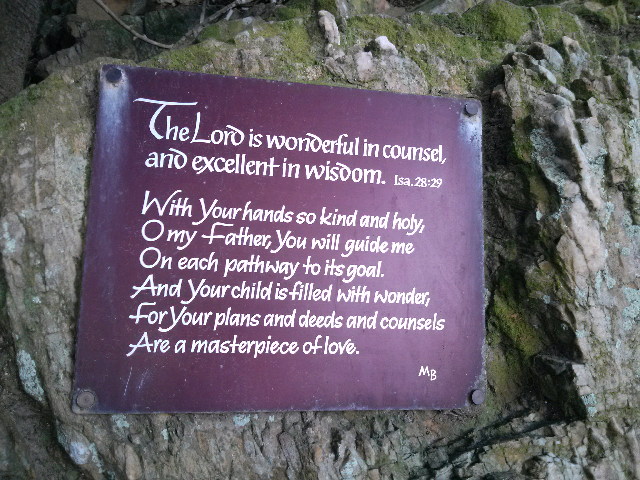 The Lord is wonderful in counsel,
and excellent in wisdom. Isa. 28:29
With Your hands so kind and holy,
O my Father, You will guide me
On each pathway to its goal.
And Your child is filled with wonder,
For Your plans and deeds and counsels
Are a masterpiece of love.
MB